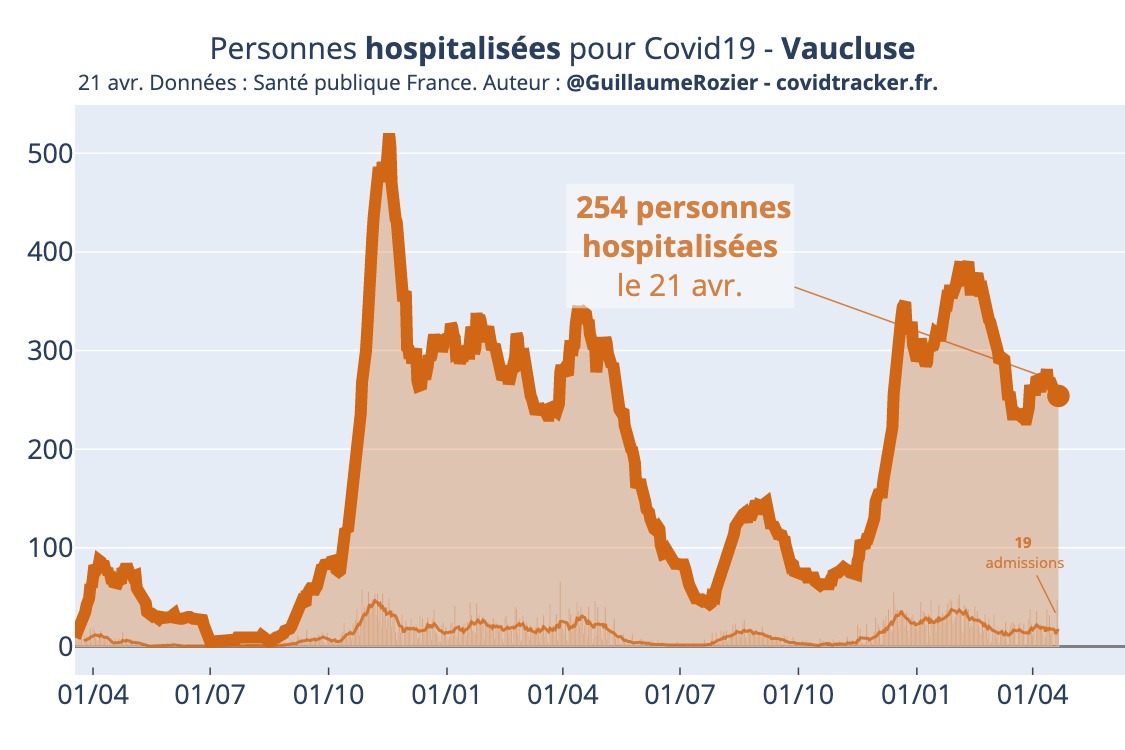 Personnes hospitalisées pour Covid19 - Vaucluse
21 avr. Données : Santé publique France. Auteur : @GuillaumeRozier - covidtracker.fr.
500
400
300
200
100
0
254 personnes
hospitalisées
le 21 avr.
19
admissions
01/04
01/07
01/10
01/01
01/04
01/07
01/10
01/01
01/04